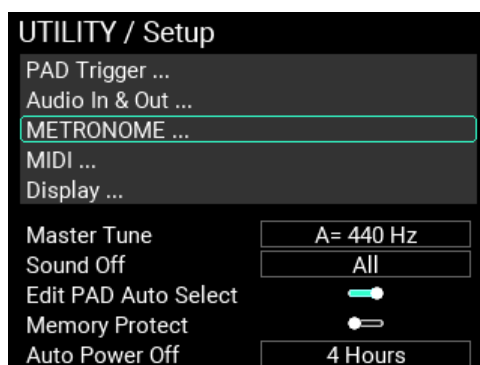 UTILITY / Setup
PAD Trigger ...
Audio In & Out ...
METRONOME ...
MIDI ...
Display ...
Master Tune A= 440 Hz
Sound Off All
Edit PAD Auto Select
Memory Protect
Auto Power Off 4 Hours